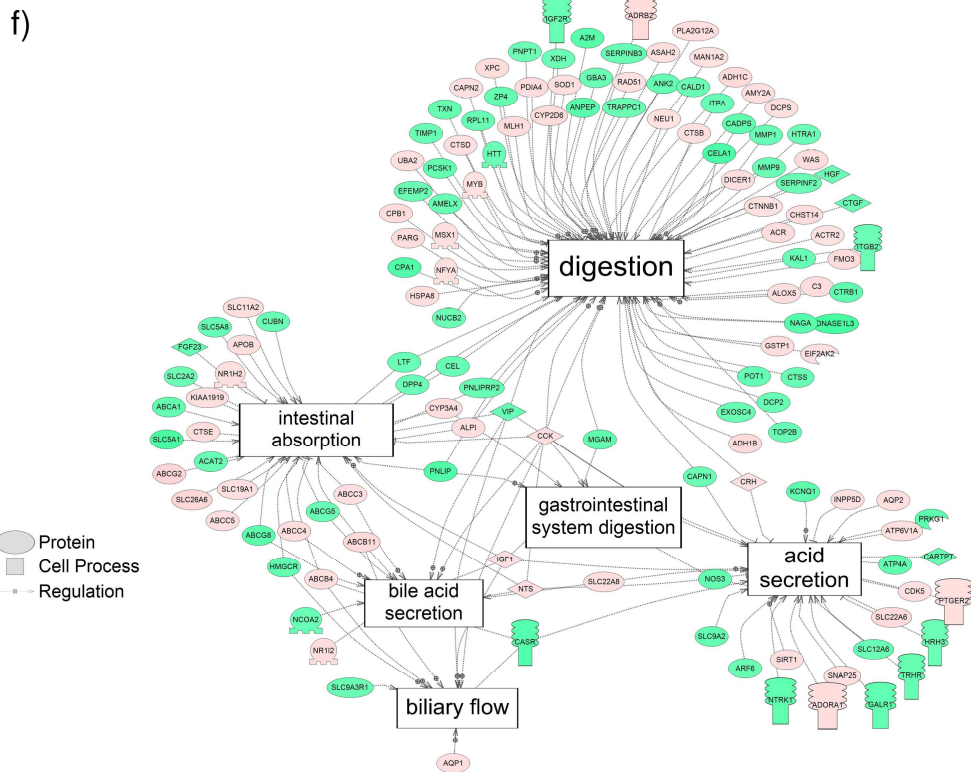 f)
IGF2R
ADRB2
A2M
PLA2G12A
PNPT1
XDH
SERPINB3
ASAH2
MAN1A2
XPC
PDIA4
SOD1
GBA3
RAD51
ANK2
CALD1
ADH1C
CAPN2
ZP4
ANPEP
TRAPPC1
ITPA
AMY2A
DCPS
TXN
RPL11
MLH1
CYP2D6
NEU1
CTSB
CADPS
MMP1
HTRA1
TIMP1
CTSD
HTT
CELA1
UBA2
PCSK1
MYB
DICER1
MMP9
WAS
HGF
SERPINF2
EFEMP2
AMELX
CTNNB1
CTGF
CPB1
MSX1
CHST14
ACR
ACTR2
PARG
ITGB2
CPA1
NFYA
digestion
KAL1
FMO3
HSPA8
ALOX5
C3
CTRB1
NUCB2
NAGA
DNASE1L3
SLC11A2
SLC5A8
CUBN
GSTP1
EIF2AK2
FGF23
APOB
LTF
CEL
SLC2A2
NR1H2
DPP4
PNLIPRP2
POT1
CTSS
ABCA1
KIAA1919
intestinal
absorption
CYP3A4
VIP
EXOSC4
DCP2
SLC5A1
CTSE
ALPI
CCK
MGAM
ADH1B
TOP2B
ACAT2
ABCG2
PNLIP
CAPN1
CRH
KCNQ1
SLC26A6
SLC19A1
ABCC3
gastrointestinal
system digestion
INPP5D
AQP2
ABCC5
ABCG5
PRKG1
ABCG8
ABCC4
ATP6V1A
Protein
ABCB11
IGF1
acid
secretion
ATP4A
CARTPT
Cell Process
HMGCR
ABCB4
bile acid
secretion
NTS
SLC22A8
NOS3
CDK5
PTGER2
Regulation
NCOA2
SLC22A6
HRH3
NR1I2
CASR
SLC9A2
SLC12A6
TRHR
SIRT1
SLC9A3R1
biliary flow
ARF6
SNAP25
NTRK1
ADORA1
GALR1
AQP1